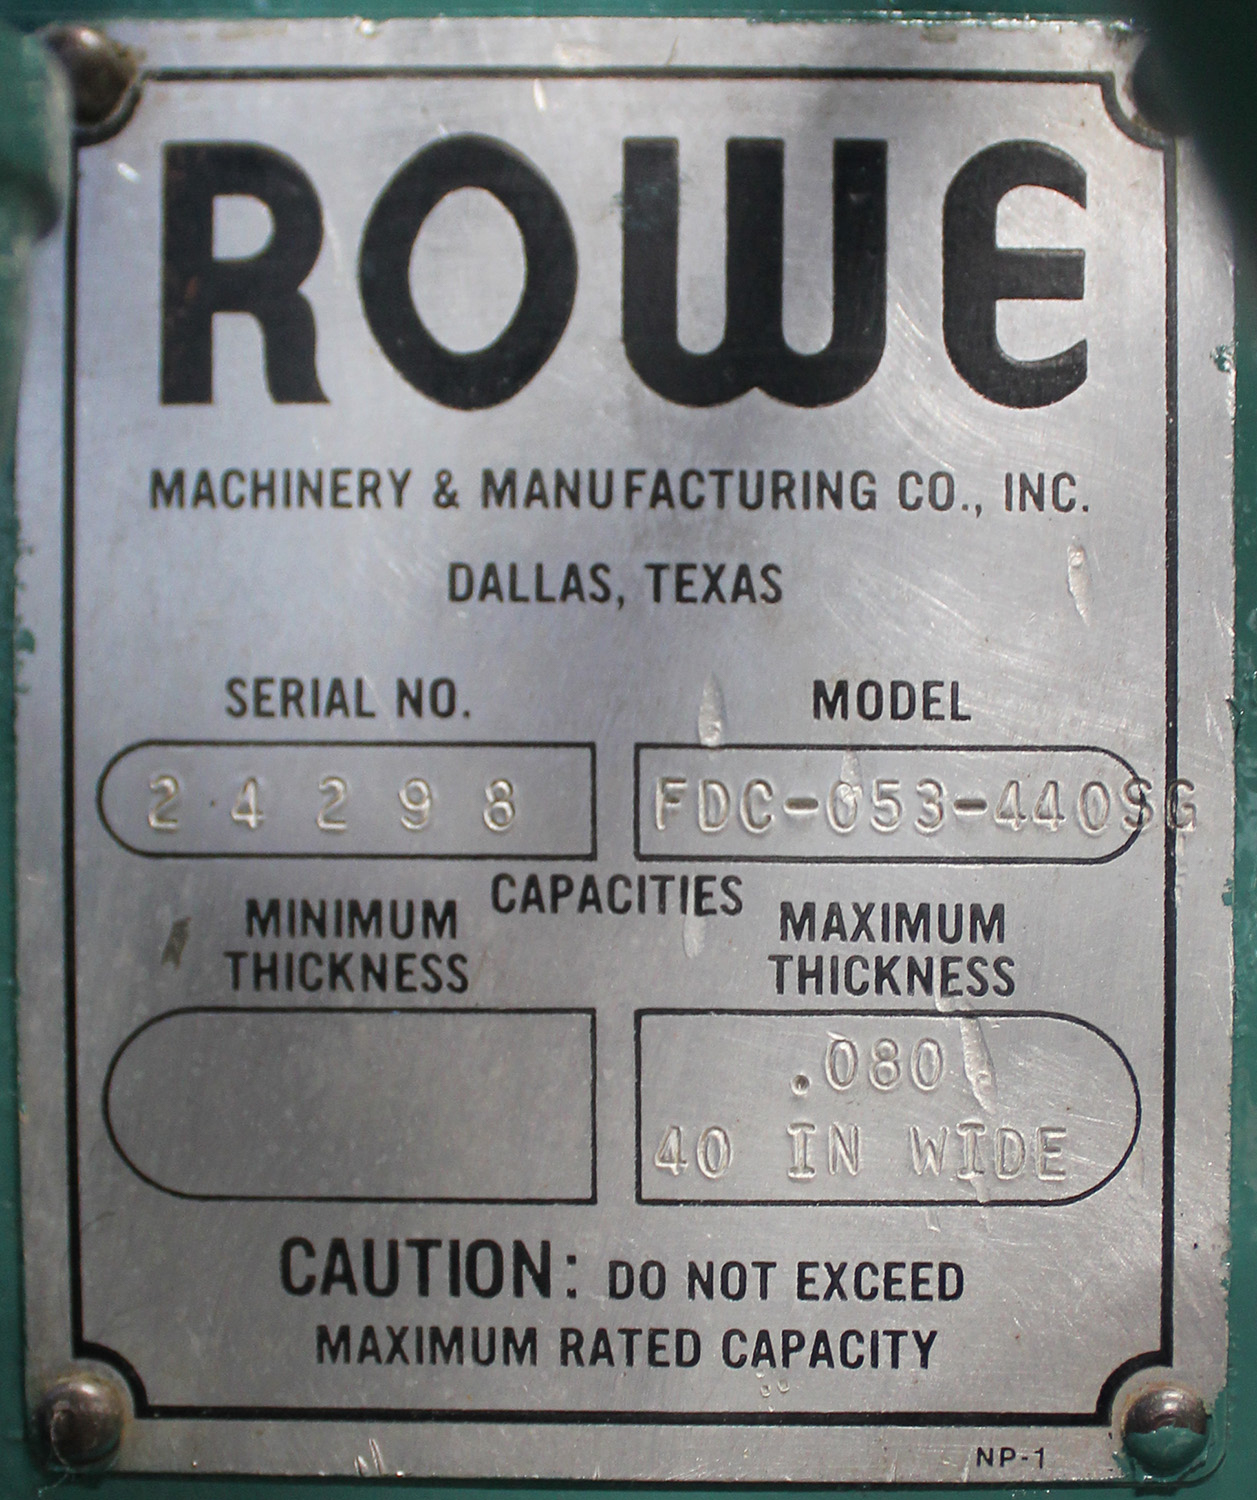 ROWE
MACHINERY & MANUFACTURING CO., INC.
DALLAS, TEXAS
SERIAL NO. MODEL
24298 FDC-053-440SG
CAPACITIES
MINIMUM THICKNESS
MAXIMUM THICKNESS
.080
40 IN WIDE
CAUTION: DO NOT EXCEED
MAXIMUM RATED CAPACITY
NP-1